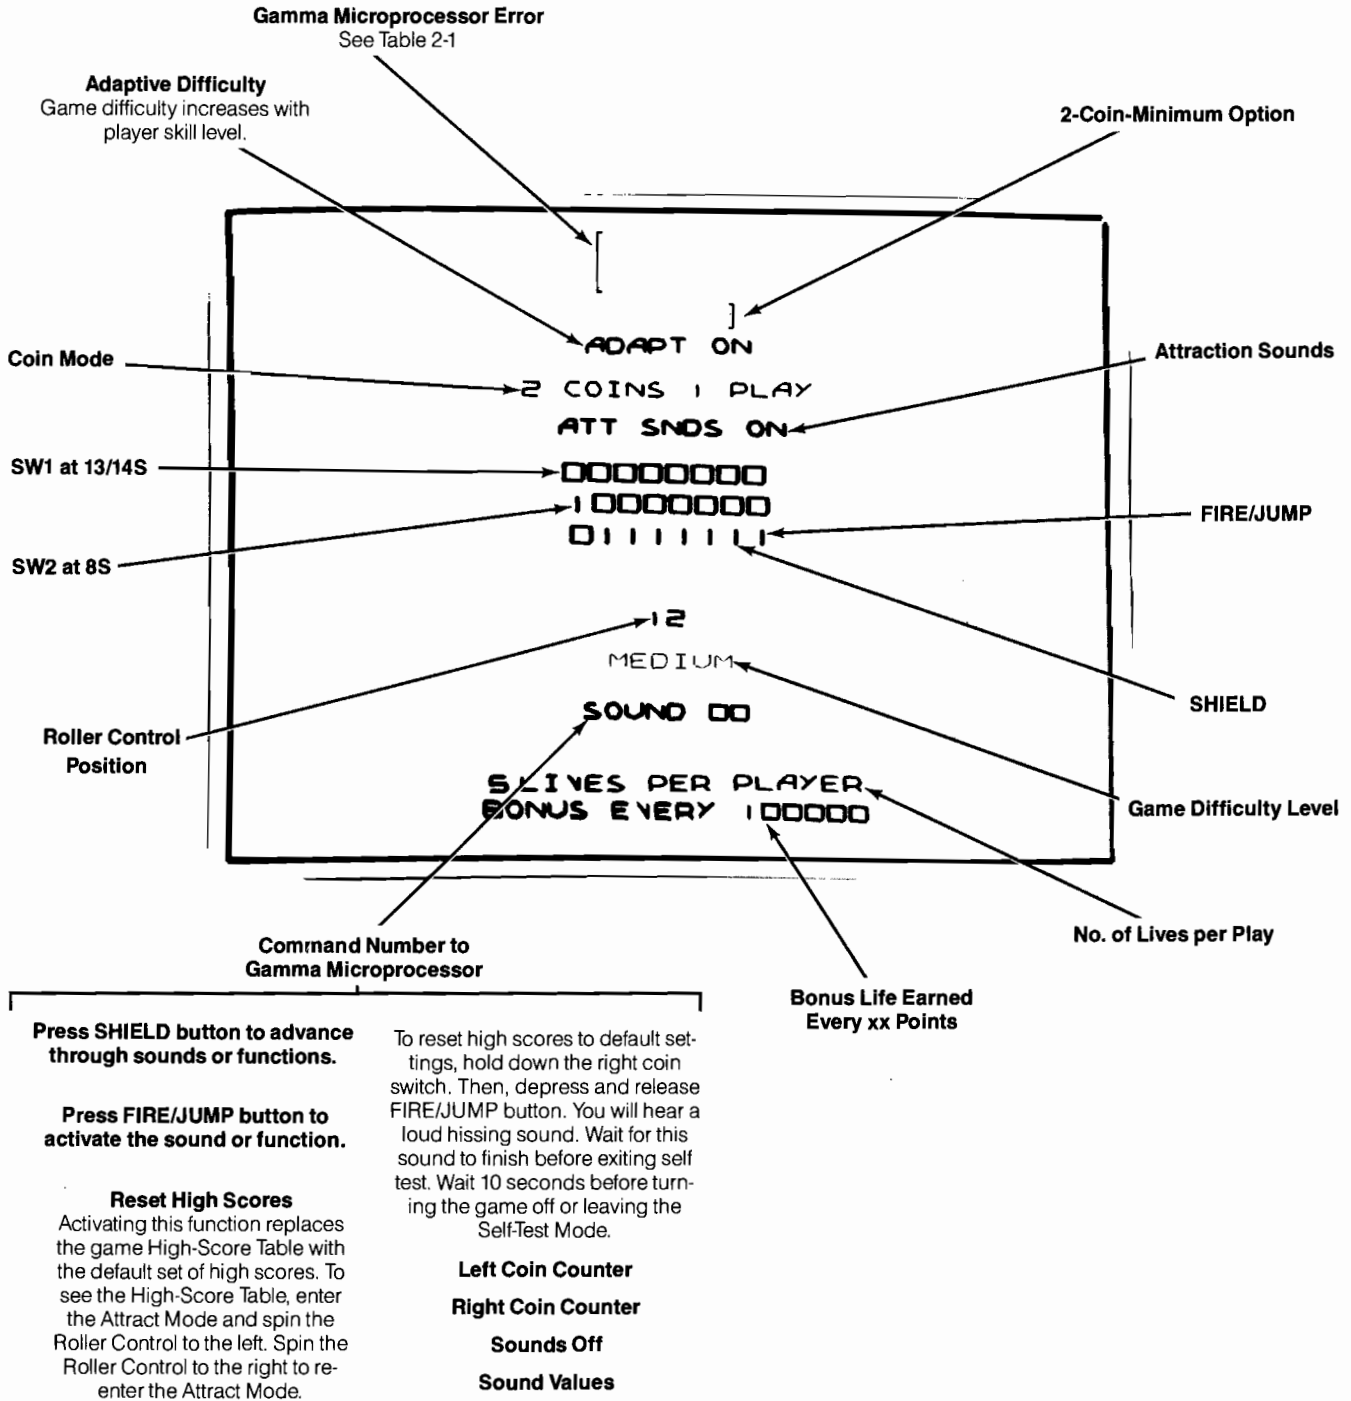 Gamma Microprocessor Error
See Table 2-1
Adaptive Difficulty
Game difficulty increases with
player skill level.
2-Coin-Minimum Option
[
]
ADAPT ON
Coin Mode
Attraction Sounds
2 COINS 1 PLAY
ATT SNDS ON
SW1 at 13/14S
00000000
10000000
FIRE/JUMP
01111111
SW2 at 8S
12
MEDIUM
SHIELD
SOUND 00
Roller Control
Position
5 LIVES PER PLAYER
BONUS EVERY 100000
Game Difficulty Level
No. of Lives per Play
Command Number to
Gamma Microprocessor
Bonus Life Earned
Every xx Points
Press SHIELD button to advance
through sounds or functions.
Press FIRE/JUMP button to
activate the sound or function.
Reset High Scores
Activating this function replaces
the game High-Score Table with
the default set of high scores. To
see the High-Score Table, enter
the Attract Mode and spin the
Roller Control to the left. Spin the
Roller Control to the right to re-
enter the Attract Mode.
To reset high scores to default set-
tings, hold down the right coin
switch. Then, depress and release
FIRE/JUMP button. You will hear a
loud hissing sound. Wait for this
sound to finish before exiting self
test. Wait 10 seconds before turn-
ing the game off or leaving the
Self-Test Mode.
Left Coin Counter
Right Coin Counter
Sounds Off
Sound Values